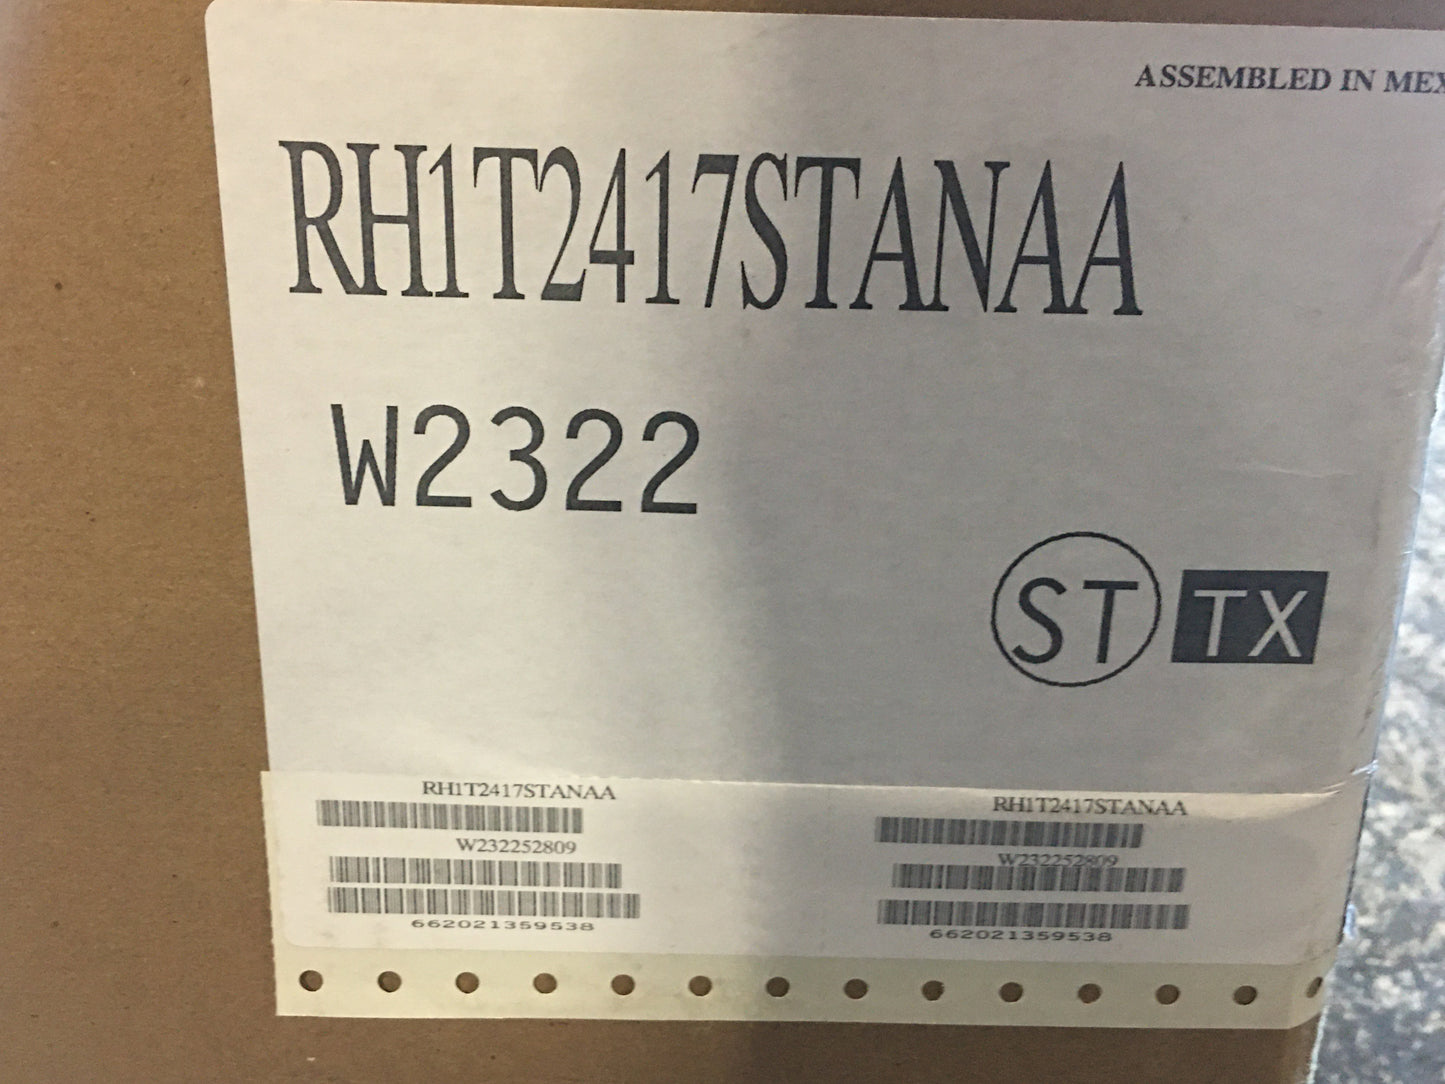 ASSEMBLED IN MEX
RH1T2417STANAA
W2322
ST TX
RH1T2417STANAA
W232252809
662021359538
RH1T2417STANAA
W232252809
662021359538